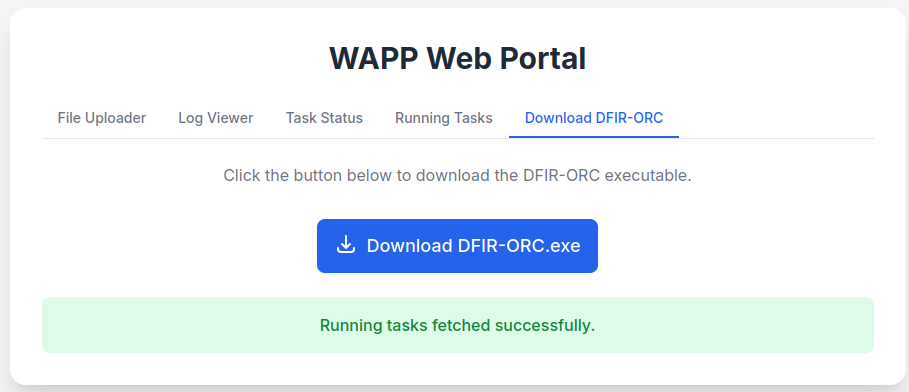 WAPP Web Portal
File Uploader Log Viewer Task Status Running Tasks Download DFIR-ORC
Click the button below to download the DFIR-ORC executable.
Download DFIR-ORC.exe
Running tasks fetched successfully.